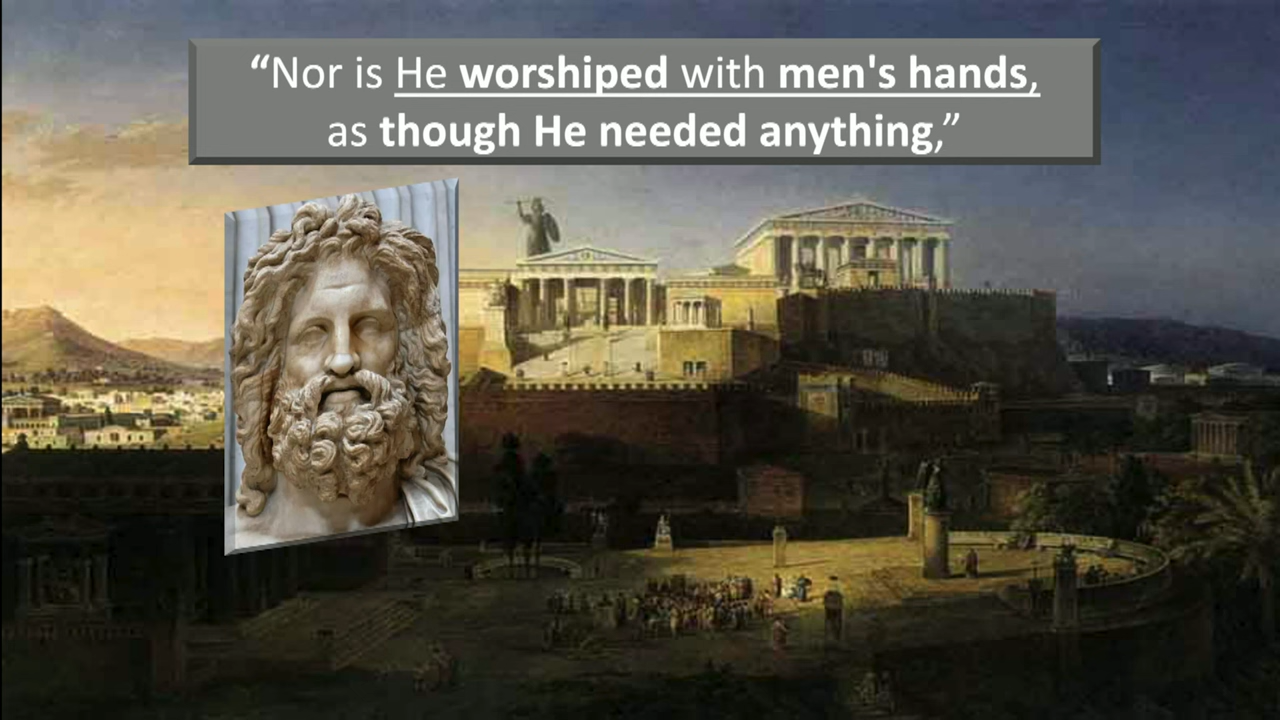 “Nor is He worshiped with men's hands,
as though He needed anything,”